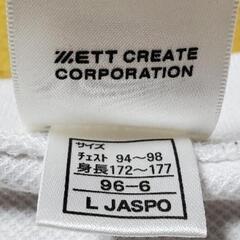 ZETT CREATE
CORPORATION
サイズ
チェスト 94～98
身長172～177
96-6
L JASPO